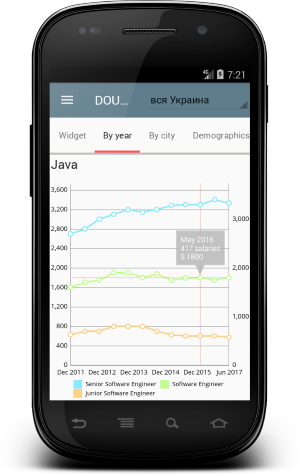 4G 7:21
DOU... вся Украина
Widget By year By city Demographics
Java
3,600
3,200
2,800
2,400
2,000
1,600
1,200
800
400
0
3,000
2,000
1,000
0
May 2016
417 salaries
$ 1800
Dec 2011 Dec 2012 Dec 2013 Dec 2014 Dec 2015 Jun 2017
Senior Software Engineer Software Engineer
Junior Software Engineer